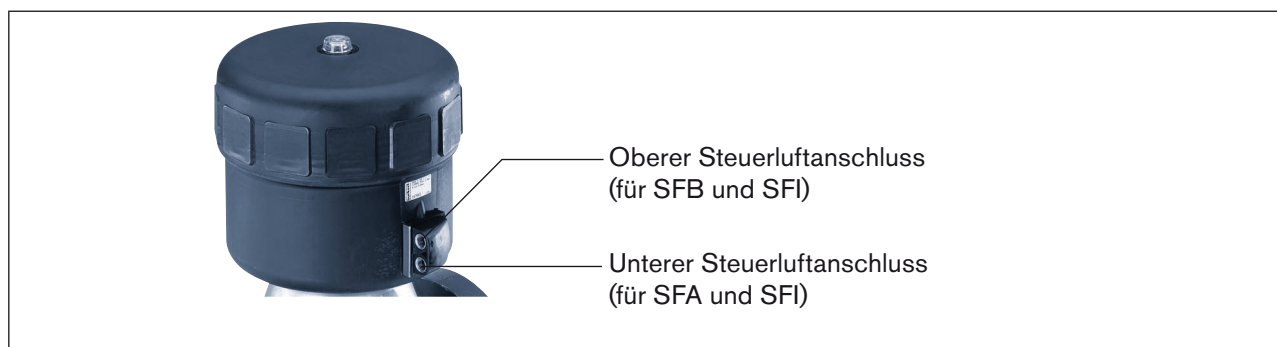 Oberer Steuerluftanschluss
(für SFB und SFI)
Unterer Steuerluftanschluss
(für SFA und SFI)